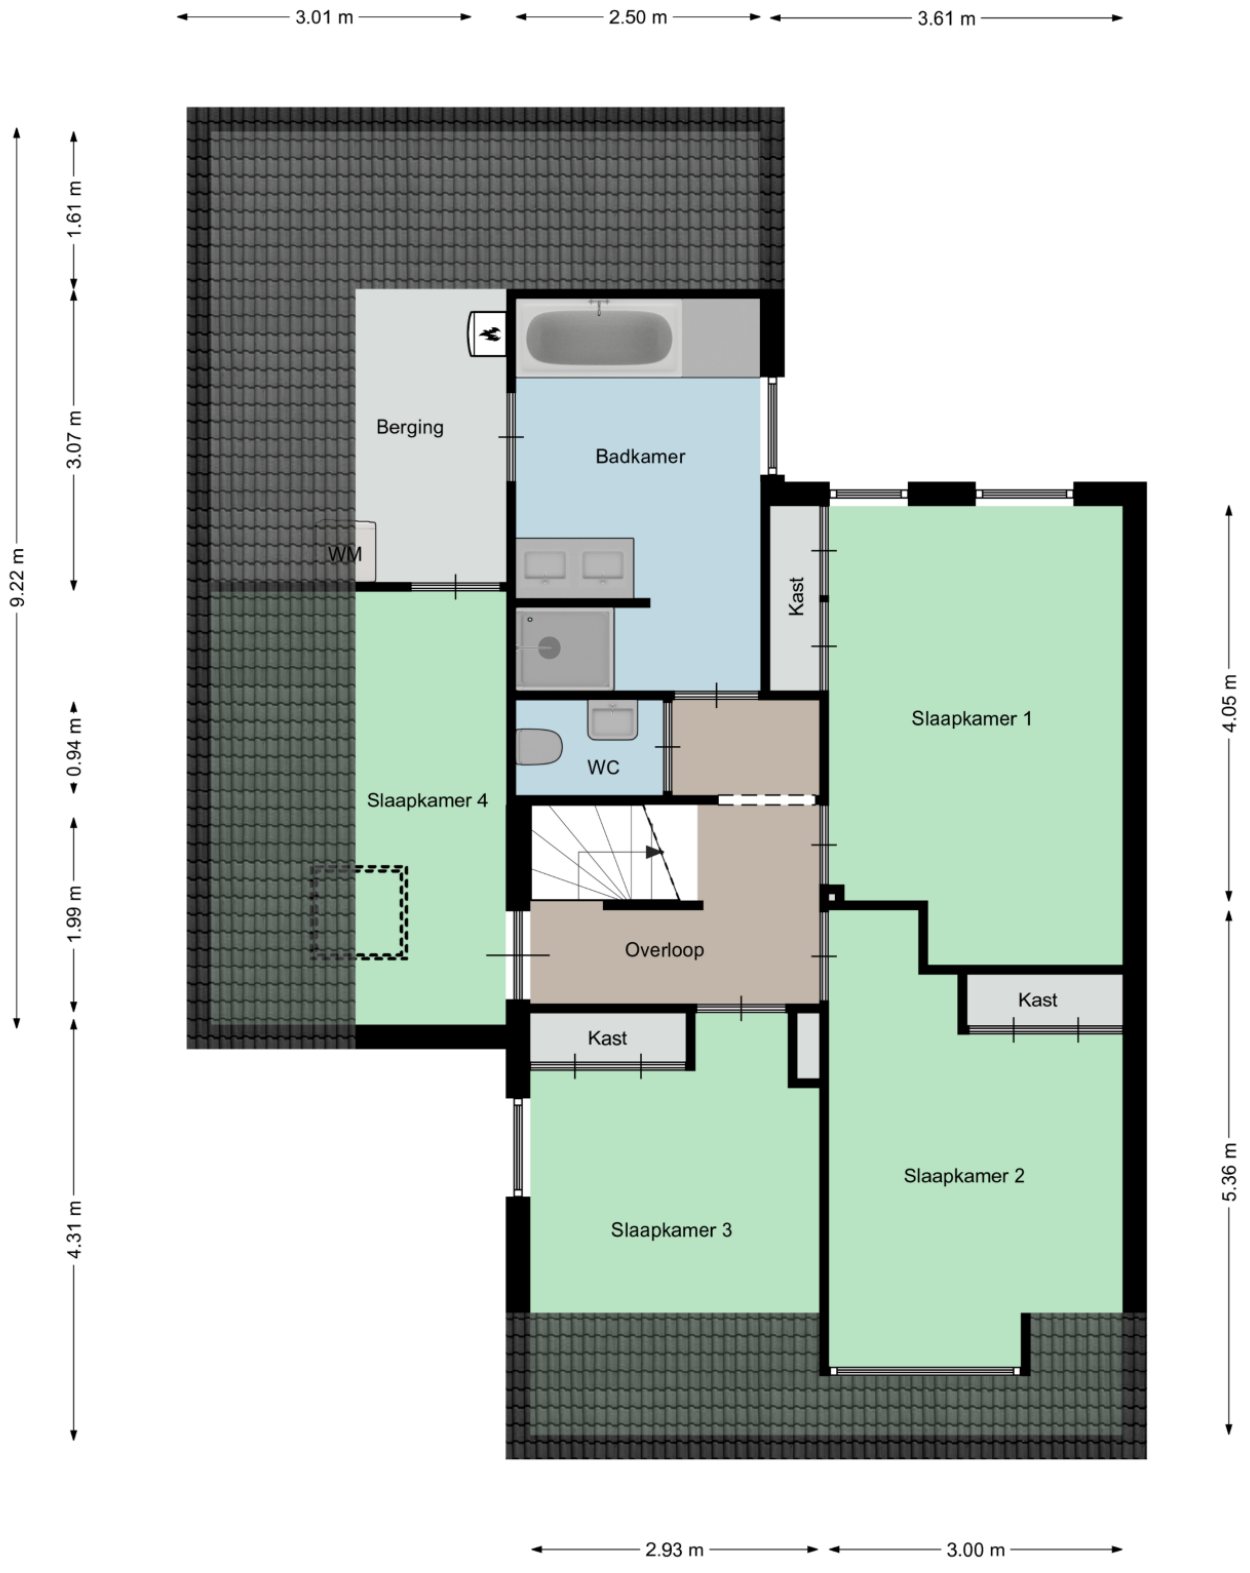 3.01 m
2.50 m
3.61 m
1.61 m
3.07 m
9.22 m
0.94 m
1.99 m
4.31 m
4.05 m
5.36 m
Berging
Badkamer
WM
Kast
Slaapkamer 1
WC
Slaapkamer 4
Overloop
Kast
Kast
Slaapkamer 2
Slaapkamer 3
2.93 m
3.00 m